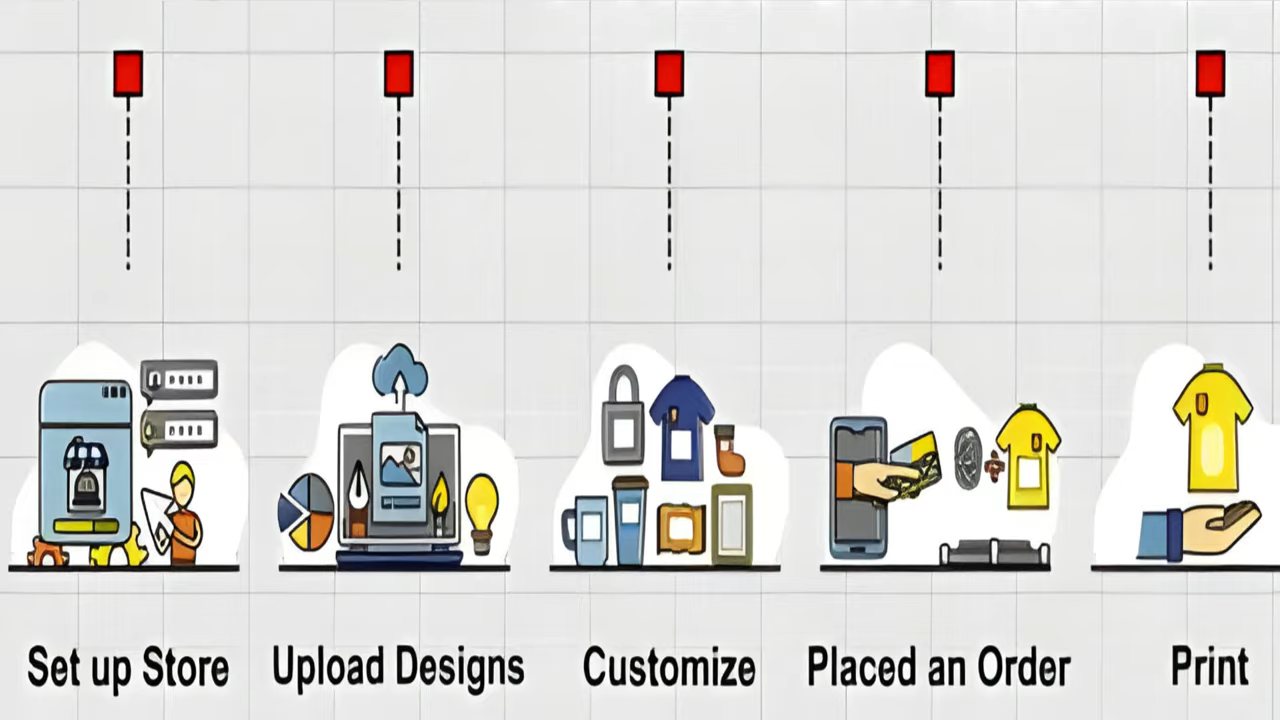 Set up Store
Upload Designs
Customize
Placed an Order
Print